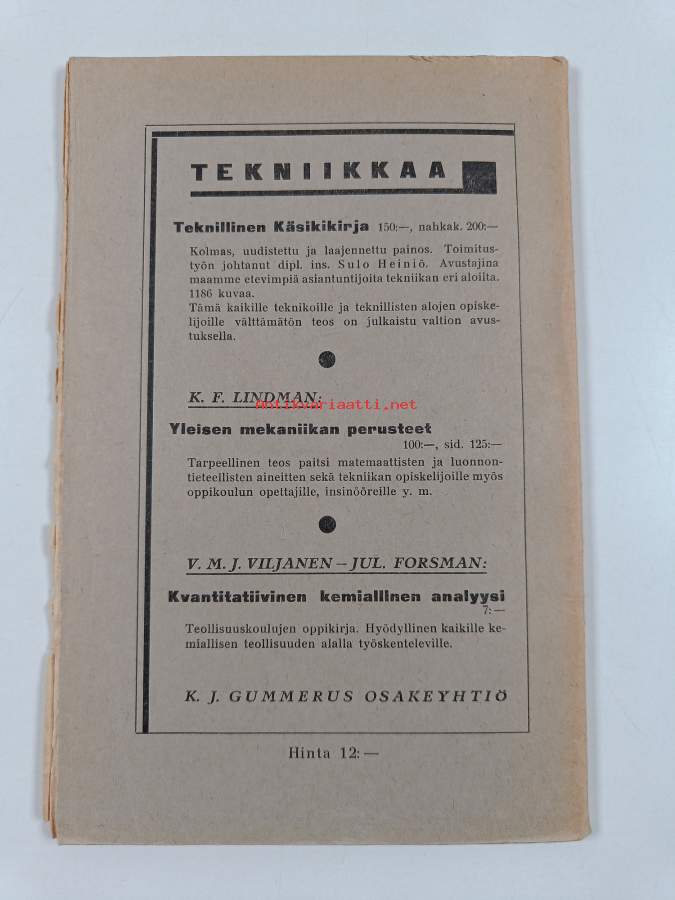 TEKNIIKKAA
Teknillinen Käsikikirja 150:—, nahkak. 200:—
Kolmas, uudistettu ja laajennettu painos. Toimitus-
työn johtanut dipl. ins. Sulo Heiniö. Avustajina
maamme etevimpiä asiantuntijoita tekniikan eri aloilta.
1186 kuvaa.
Tämä kaikille teknikoille ja teknillisten alojen opiske-
lijoille välttämätön teos on julkaistu valtion avus-
tuksella.
K. F. LINDMAN:
antikvariaatti.net
Yleisen mekaniikan perusteet
100:—, sid. 125:—
Tarpeellinen teos paitsi matemaattisten ja luonnon-
tieteellisten aineitten sekä tekniikan opiskelijoille myös
oppikoulun opettajille, insinööreille y. m.
V. M. J. VILJANEN — JUL. FORSMAN:
Kvantitatiivinen kemiallinen analyysi
7:—
Teollisuuskoulujen oppikirja. Hyödyllinen kaikille ke-
miallisen teollisuuden alalla työskenteleville.
K. J. GUMMERUS OSAKEYHTIÖ
Hinta 12:—